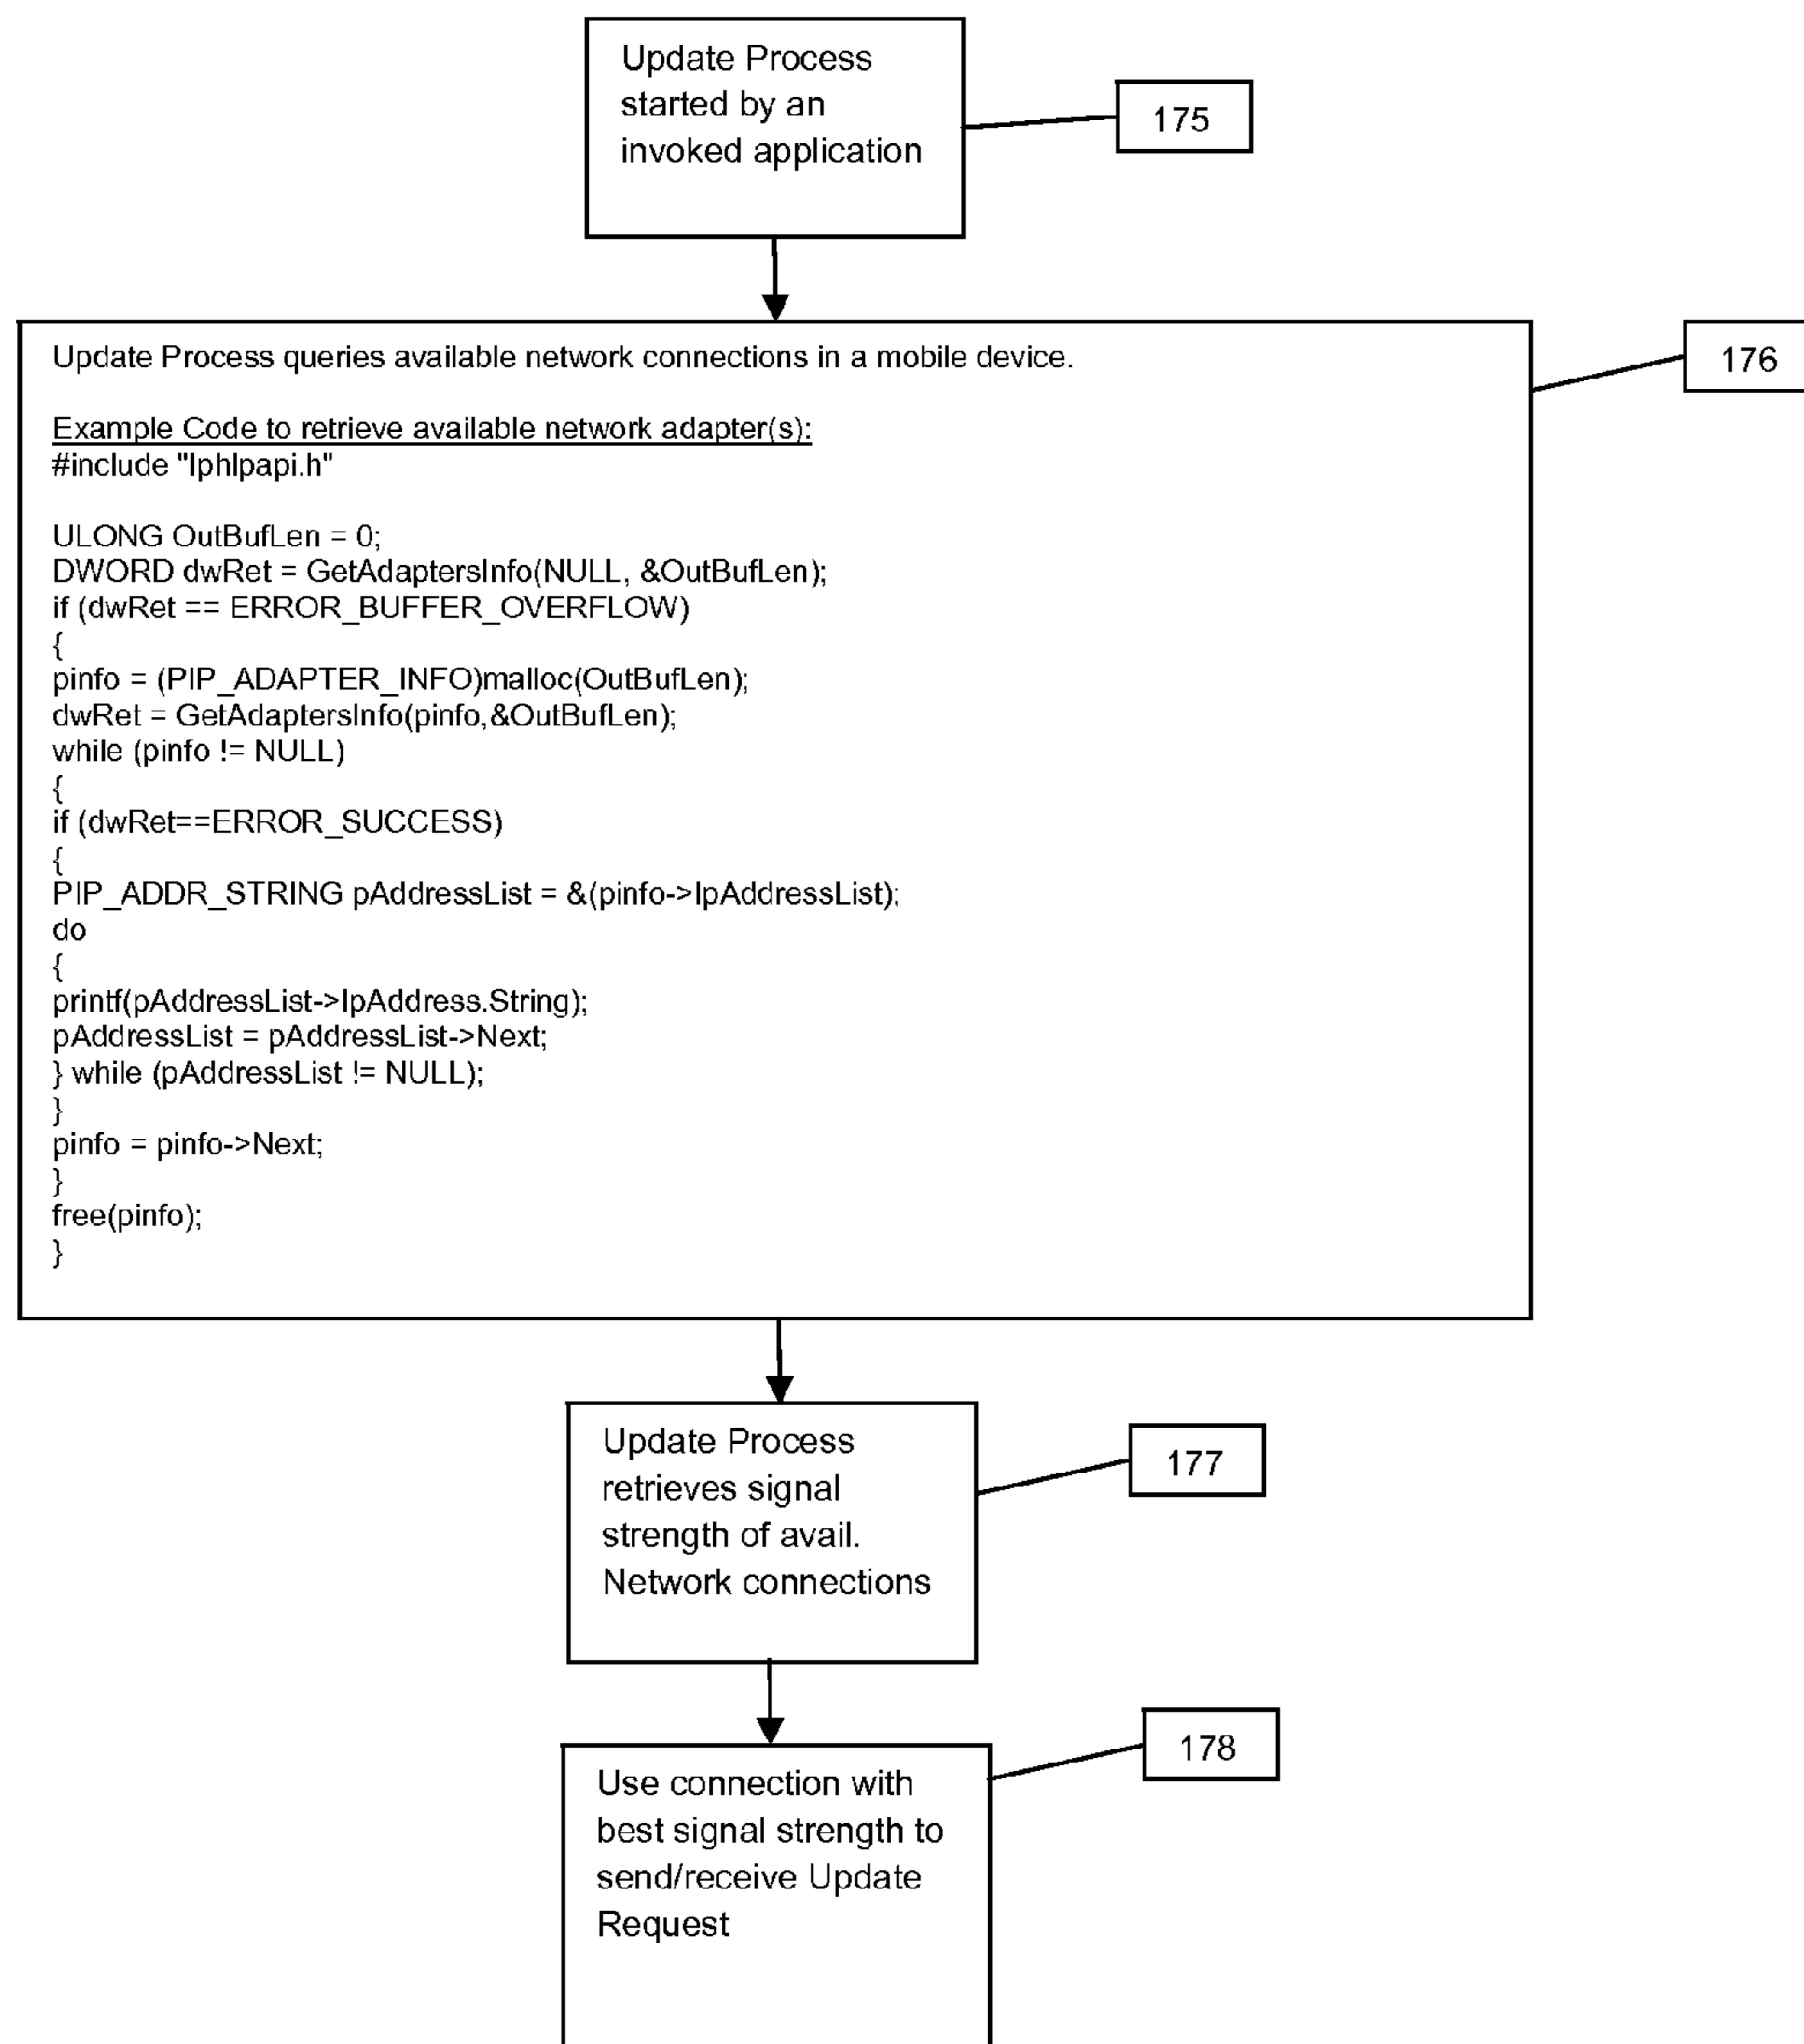 Update Process
started by an
invoked application
175
Update Process queries available network connections in a mobile device.
176
Example Code to retrieve available network adapter(s):
#include "Iphlpapi.h"
ULONG OutBufLen = 0;
DWORD dwRet = GetAdaptersInfo(NULL, &OutBufLen);
if (dwRet == ERROR_BUFFER_OVERFLOW)
{
pinfo = (PIP_ADAPTER_INFO)malloc(OutBufLen);
dwRet = GetAdaptersInfo(pinfo,&OutBufLen);
while (pinfo != NULL)
{
if (dwRet==ERROR_SUCCESS)
{
PIP_ADDR_STRING pAddressList = &(pinfo->IpAddressList);
do
{
printf(pAddressList->IpAddress.String);
pAddressList = pAddressList->Next;
} while (pAddressList != NULL);
}
pinfo = pinfo->Next;
}
free(pinfo);
}
Update Process
retrieves signal
strength of avail.
Network connections
177
Use connection with
best signal strength to
send/receive Update
Request
178